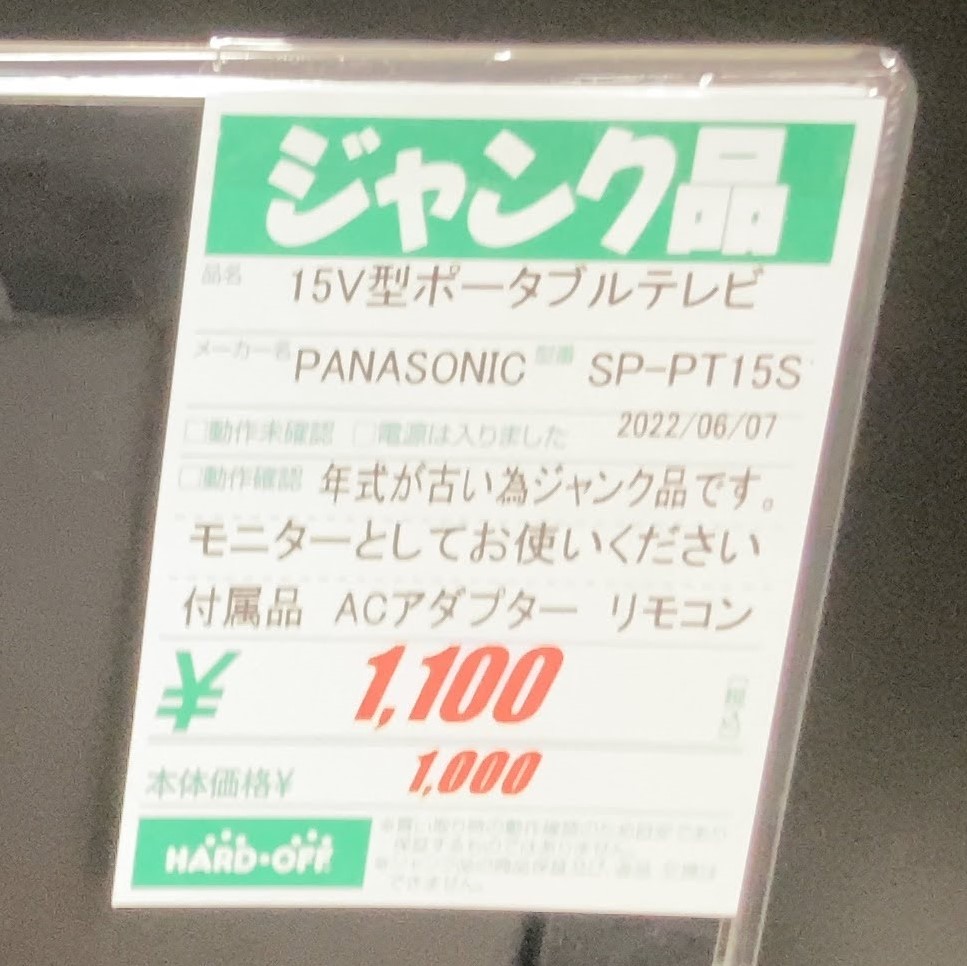 ジャンク品
品名 15V型ポータブルテレビ
メーカー名 PANASONIC 型番 SP-PT15S
□動作未確認 □電源は入りました 2022/06/07
□動作確認 年式が古い為ジャンク品です。
モニターとしてお使いください
付属品 ACアダプター リモコン
¥ 1,100
本体価格¥ 1,000
HARD・OFF
できません。